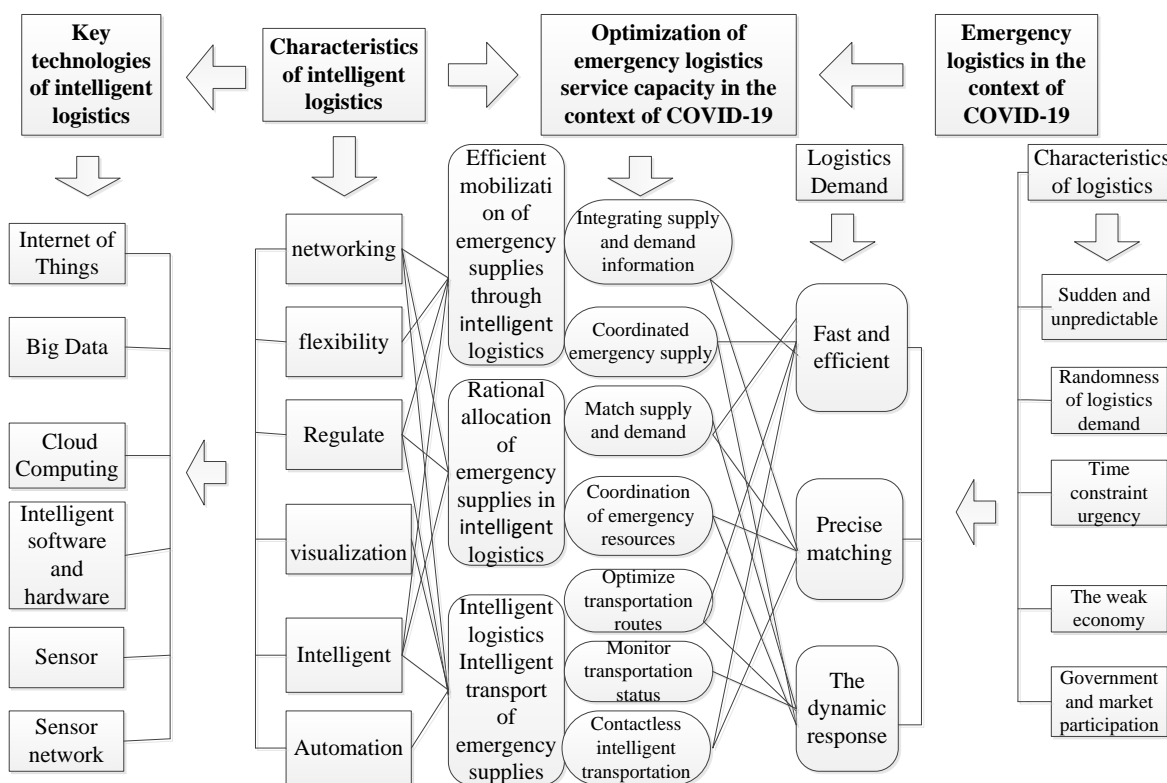 Key
technologies
of intelligent
logistics
Characteristics
of intelligent
logistics
Optimization of
emergency logistics
service capacity in the
context of COVID-19
Emergency
logistics in the
context of
COVID-19
Internet of
Things
Big Data
Cloud
Computing
Intelligent
software
and
hardware
Sensor
Sensor
network
networking
flexibility
Regulate
visualization
Intelligent
Automation
Efficient
mobilizati
on of
emergency
supplies
through
intelligent
logistics
Rational
allocation
of
emergency
supplies in
intelligent
logistics
Intelligent
logistics
Intelligent
transport
of
emergency
supplies
Integrating supply
and demand
information
Coordinated
emergency supply
Match supply
and demand
Coordination
of emergency
resources
Optimize
transportation
routes
Monitor
transportation
status
Contactless
intelligent
transportation
Logistics
Demand
Fast and
efficient
Precise
matching
The
dynamic
response
Characteristics
of logistics
Sudden and
unpredictable
Randomness
of logistics
demand
Time
constraint
urgency
The weak
economy
Government
and market
participation